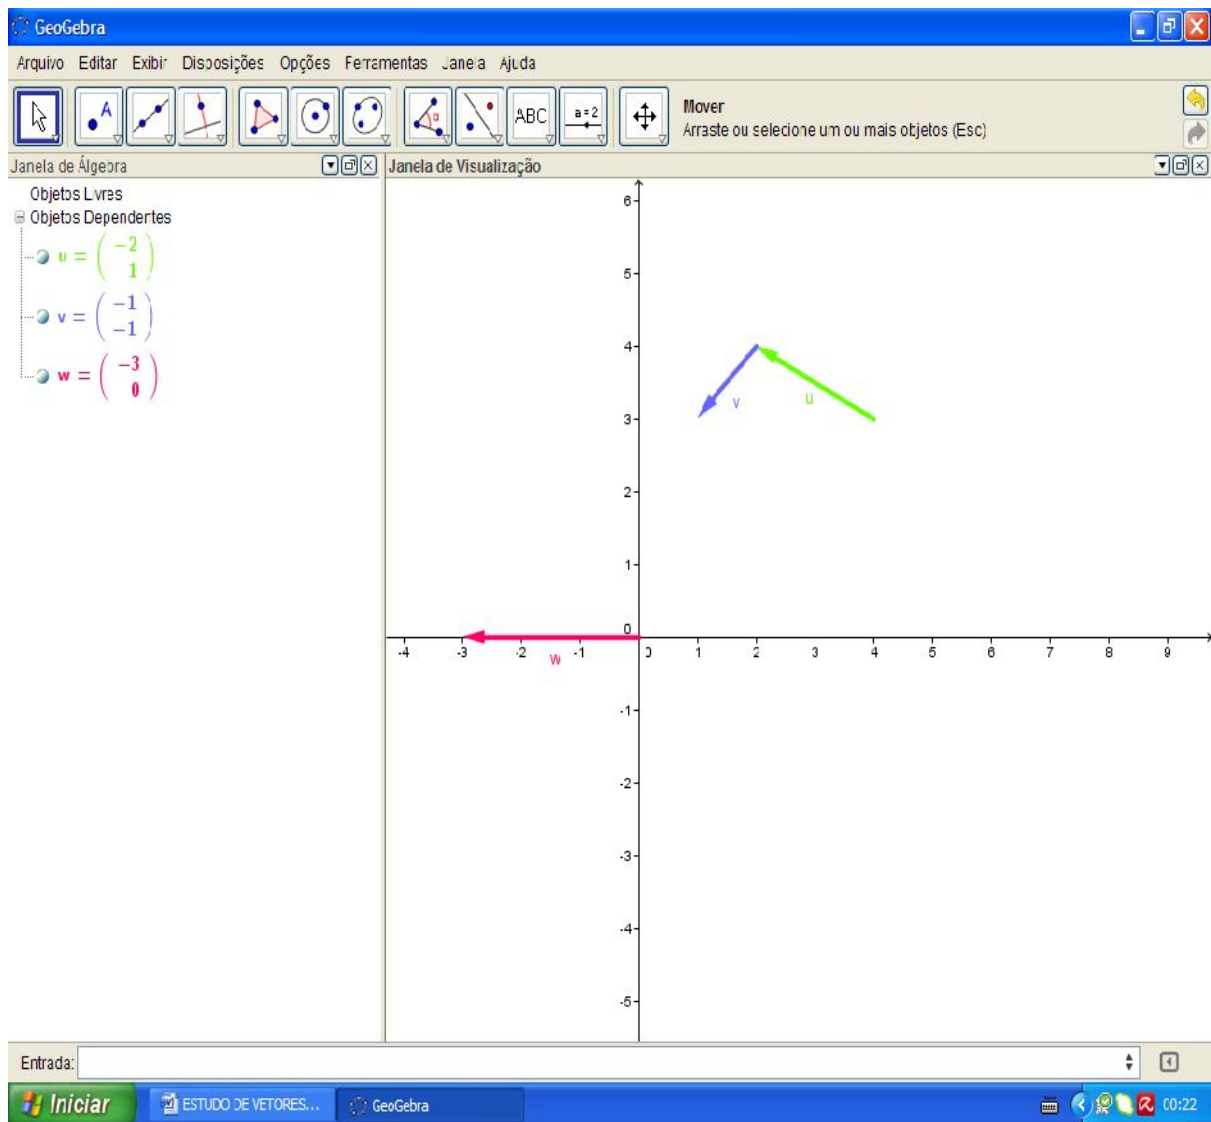 GeoGebra
Arquivo Editar Exibir Disposições Opções Ferramentas Janela Ajuda
A
α
ABC
a=2
Mover
Arraste ou selecione um ou mais objetos (Esc)
Janela de Álgebra
Janela de Visualização
Objetos Livres
Objetos Dependentes
u = ( −2
1 )
v = ( −1
−1 )
w = ( −3
0 )
6
5
4
3
2
1
0
-4 -3 -2 -1 0 1 2 3 4 5 6 7 8 9
-1
-2
-3
-4
-5
v
u
w
Entrada:
Iniciar ESTUDO DE VETORES... GeoGebra 00:22